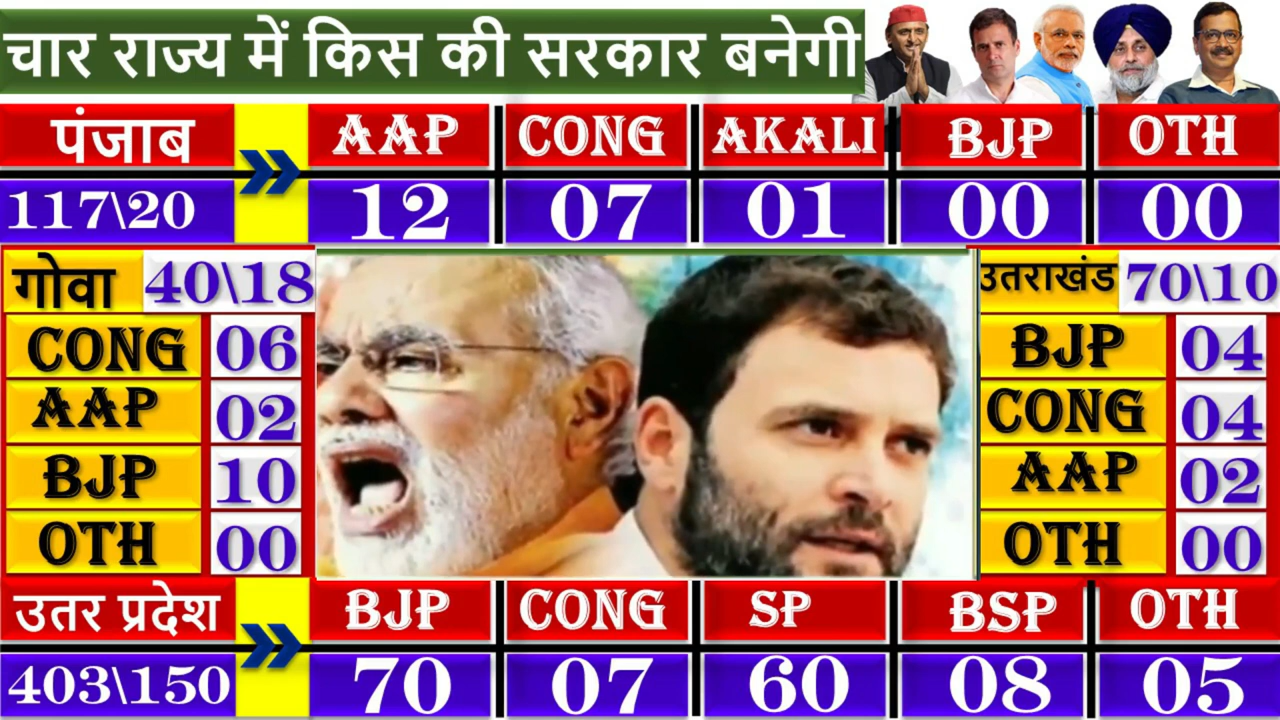 चार राज्य में किस की सरकार बनेगी
पंजाब AAP CONG AKALI BJP OTH
117\20 12 07 01 00 00
गोवा 40\18
CONG 06
AAP 02
BJP 10
OTH 00
उतराखंड 70\10
BJP 04
CONG 04
AAP 02
OTH 00
उतर प्रदेश BJP CONG SP BSP OTH
403\150 70 07 60 08 05